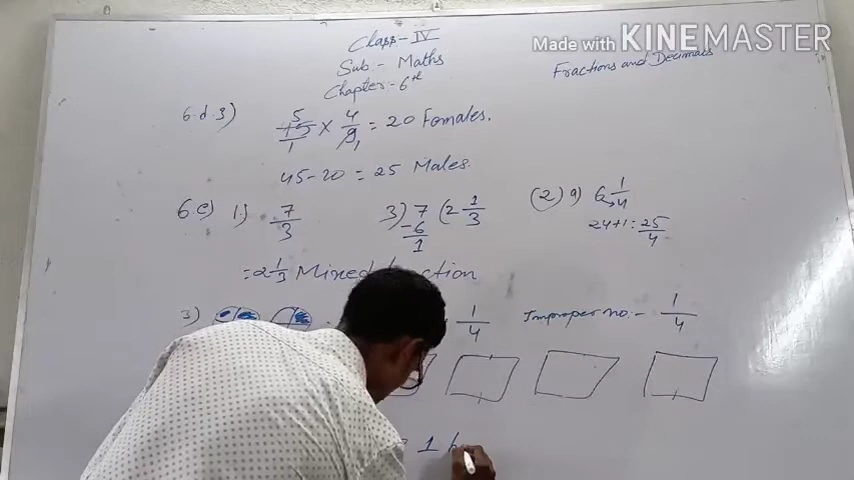 Made with KINEMASTER
Class - IV
Sub - Maths
Chapter - 6th
Fractions and Decimals
6.d.3) 5 45/1 × 4/9, = 20 Females.
45-20 = 25 Males.
6.e) 1.) 7/3 3) 7 (2 1/3
-6
1
(2) 9) 6 1/4
24+1 = 25/4
= 2 1/3 Mixed
3) 1/4 Improper no:- 1/4
= 1